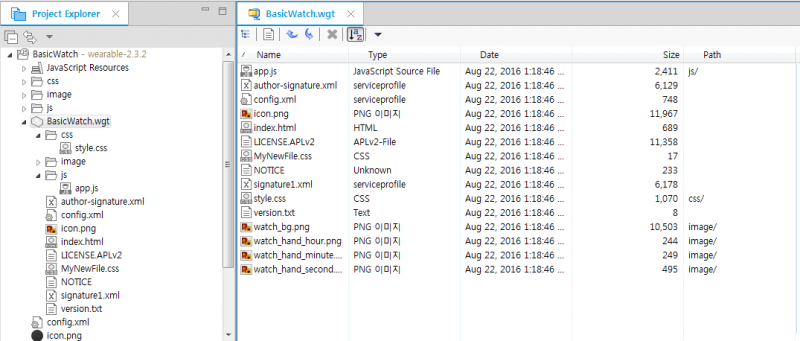 Project Explorer
BasicWatch - wearable-2.3.2
JavaScript Resources
css
image
js
BasicWatch.wgt
css
style.css
image
js
app.js
author-signature.xml
config.xml
icon.png
index.html
LICENSE.APLv2
MyNewFile.css
NOTICE
signature1.xml
version.txt
config.xml
icon.png
BasicWatch.wgt
Name Type Date Size Path
app.js JavaScript Source File Aug 22, 2016 1:18:46 ... 2,411 js/
author-signature.xml serviceprofile Aug 22, 2016 1:18:46 ... 6,129
config.xml serviceprofile Aug 22, 2016 1:18:46 ... 748
icon.png PNG 이미지 Aug 22, 2016 1:18:46 ... 11,967
index.html HTML Aug 22, 2016 1:18:46 ... 689
LICENSE.APLv2 APLv2-File Aug 22, 2016 1:18:46 ... 11,358
MyNewFile.css CSS Aug 22, 2016 1:18:46 ... 17
NOTICE Unknown Aug 22, 2016 1:18:46 ... 233
signature1.xml serviceprofile Aug 22, 2016 1:18:46 ... 6,178
style.css CSS Aug 22, 2016 1:18:46 ... 1,070 css/
version.txt Text Aug 22, 2016 1:18:46 ... 8
watch_bg.png PNG 이미지 Aug 22, 2016 1:18:46 ... 10,503 image/
watch_hand_hour.png PNG 이미지 Aug 22, 2016 1:18:46 ... 244 image/
watch_hand_minute.... PNG 이미지 Aug 22, 2016 1:18:46 ... 249 image/
watch_hand_second.... PNG 이미지 Aug 22, 2016 1:18:46 ... 495 image/